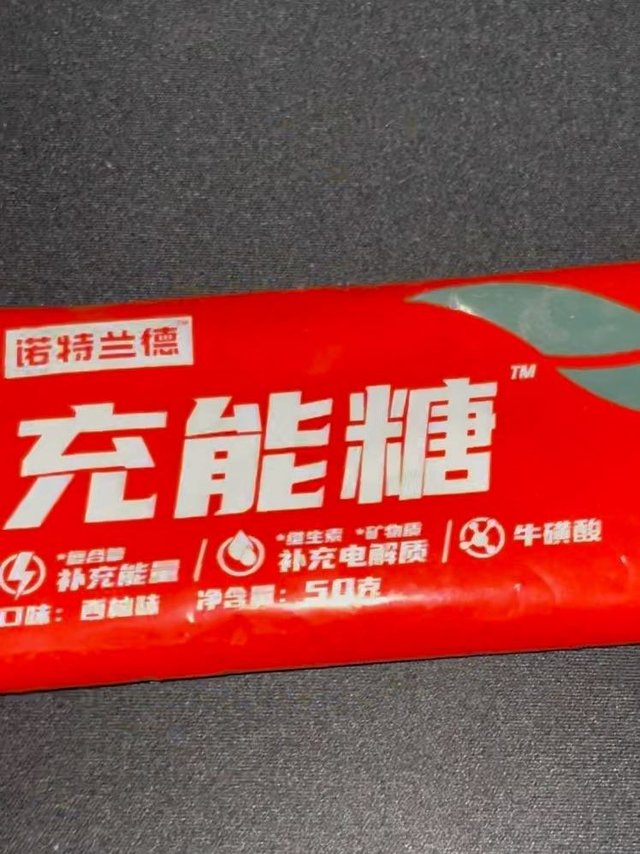 诺特兰德
充能糖™
*复合糖
补充能量
*维生素 *矿物质
补充电解质
牛磺酸
口味：西柚味 净含量：50克